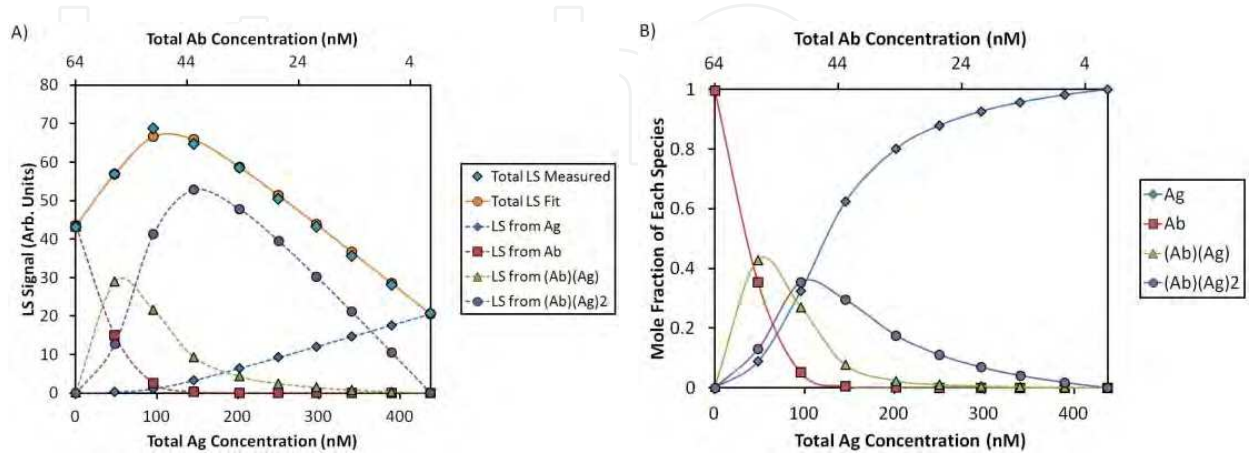 A)
Total Ab Concentration (nM)
64 44 24 4
80
70
60
50
40
30
20
10
0
LS Signal (Arb. Units)
0 100 200 300 400
Total Ag Concentration (nM)
Total LS Measured
Total LS Fit
LS from Ag
LS from Ab
LS from (Ab)(Ag)
LS from (Ab)(Ag)2
B)
Total Ab Concentration (nM)
64 44 24 4
1
0.8
0.6
0.4
0.2
0
Mole Fraction of Each Species
0 100 200 300 400
Total Ag Concentration (nM)
Ag
Ab
(Ab)(Ag)
(Ab)(Ag)2